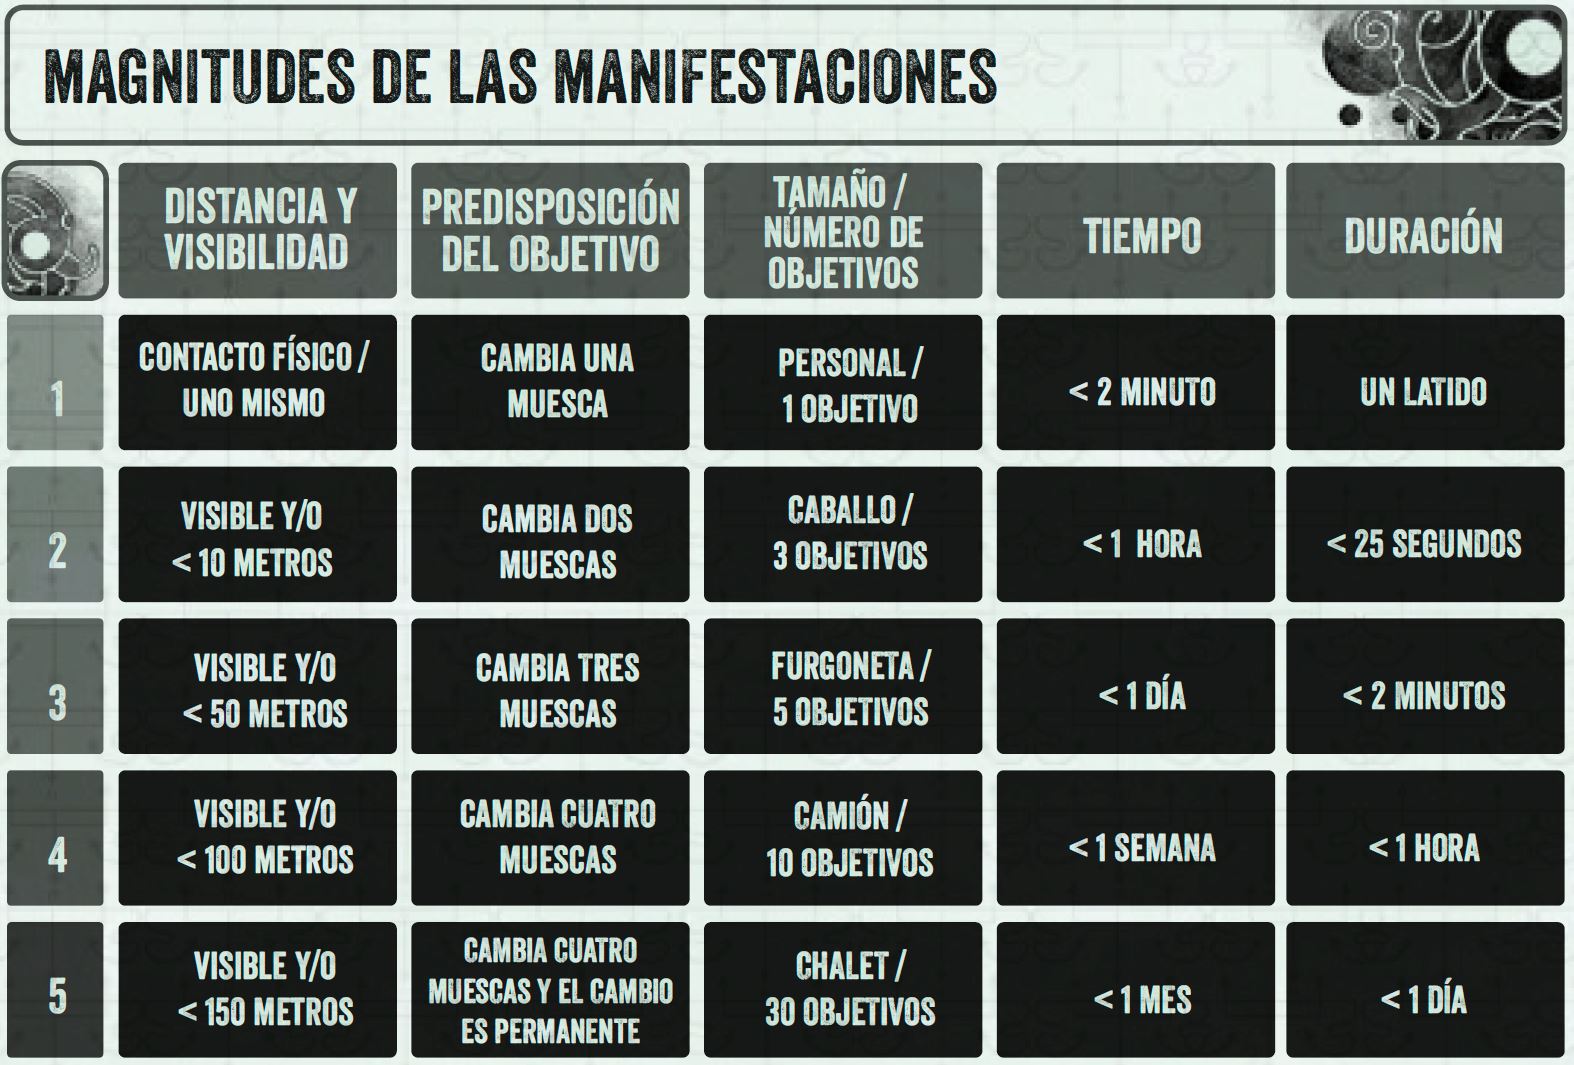 MAGNITUDES DE LAS MANIFESTACIONES
DISTANCIA Y
VISIBILIDAD
PREDISPOSICIÓN
DEL OBJETIVO
TAMAÑO /
NÚMERO DE
OBJETIVOS
TIEMPO
DURACIÓN
1
CONTACTO FÍSICO /
UNO MISMO
CAMBIA UNA
MUESCA
PERSONAL /
1 OBJETIVO
< 2 MINUTO
UN LATIDO
2
VISIBLE Y/O
< 10 METROS
CAMBIA DOS
MUESCAS
CABALLO /
3 OBJETIVOS
< 1 HORA
< 25 SEGUNDOS
3
VISIBLE Y/O
< 50 METROS
CAMBIA TRES
MUESCAS
FURGONETA /
5 OBJETIVOS
< 1 DÍA
< 2 MINUTOS
4
VISIBLE Y/O
< 100 METROS
CAMBIA CUATRO
MUESCAS
CAMIÓN /
10 OBJETIVOS
< 1 SEMANA
< 1 HORA
5
VISIBLE Y/O
< 150 METROS
CAMBIA CUATRO
MUESCAS Y EL CAMBIO
ES PERMANENTE
CHALET /
30 OBJETIVOS
< 1 MES
< 1 DÍA